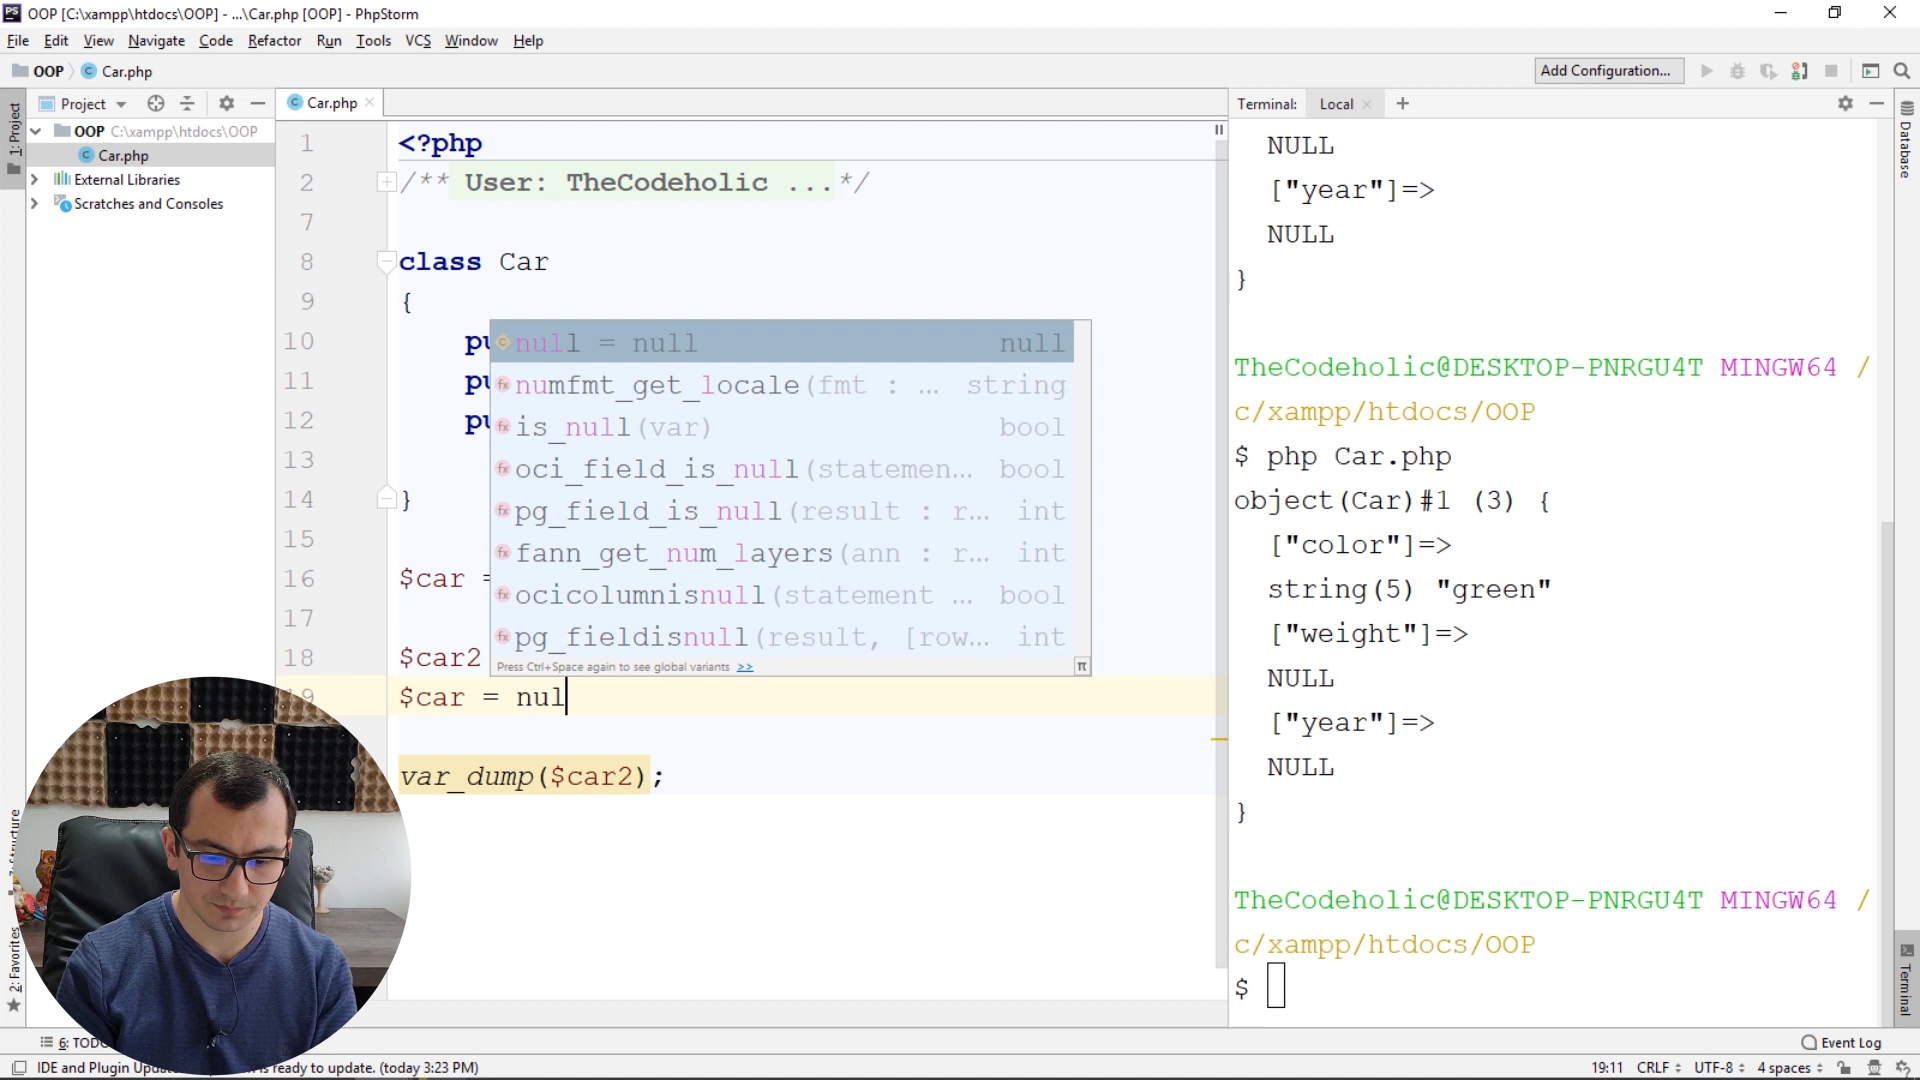 OOP [C:\xampp\htdocs\OOP] - ...\Car.php [OOP] - PhpStorm
File Edit View Navigate Code Refactor Run Tools VCS Window Help
OOP Car.php
Add Configuration...
1: Project
Project
Car.php
Terminal: Local +
Database
OOP C:\xampp\htdocs\OOP
Car.php
External Libraries
Scratches and Consoles
1 <?php
2 /** User: TheCodeholic ...*/
7
8 class Car
9 {
10 pu
11 pu
12 pu
13
14 }
15
16 $car =
17
18 $car2
$car = nul
var_dump($car2);
null = null null
numfmt_get_locale(fmt : ... string
is_null(var) bool
oci_field_is_null(statemen... bool
pg_field_is_null(result : r... int
fann_get_num_layers(ann : r... int
ocicolumnisnull(statement ... bool
pg_fieldisnull(result, [row... int
Press Ctrl+Space again to see global variants >>
π
NULL
["year"]=>
NULL
}
TheCodeholic@DESKTOP-PNRGU4T MINGW64 /
c/xampp/htdocs/OOP
$ php Car.php
object(Car)#1 (3) {
["color"]=>
string(5) "green"
["weight"]=>
NULL
["year"]=>
NULL
}
TheCodeholic@DESKTOP-PNRGU4T MINGW64 /
c/xampp/htdocs/OOP
$
2: Favorites
Terminal
6: TODO
Event Log
IDE and Plugin is ready to update. (today 3:23 PM)
19:11 CRLF UTF-8 4 spaces